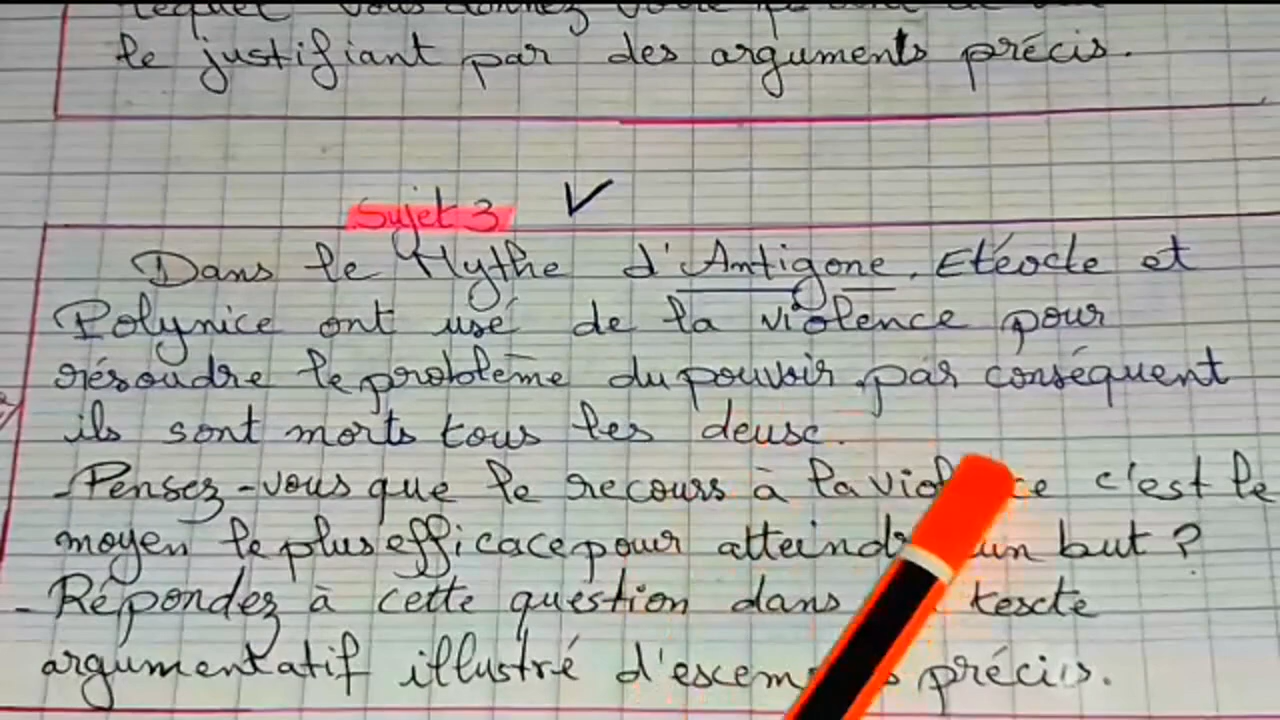 le justifiant par des arguments précis.
Sujet 3
Dans le Mythe d'Antigone, Etéocle et
Polynice ont usé de la violence pour
résoudre le problème du pouvoir par conséquent
ils sont morts tous les deux.
- Pensez-vous que le recours à la c'est le
moyen le plus efficace pour un but ?
- Répondez à cette question dans texte
argumentatif illustré précis.